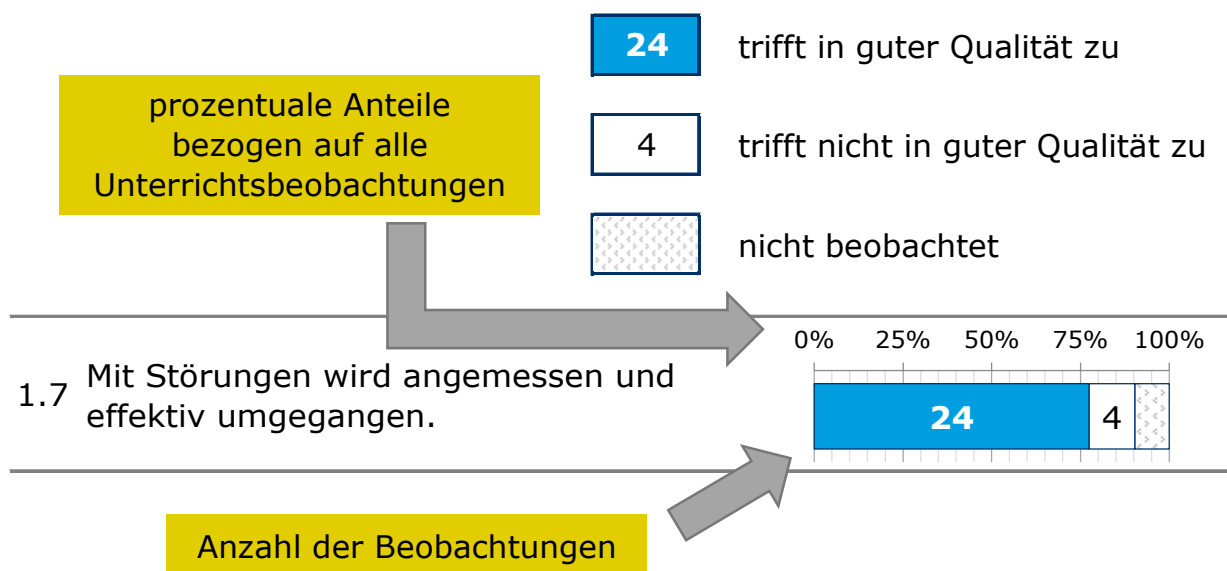 24 trifft in guter Qualität zu
prozentuale Anteile
bezogen auf alle
Unterrichtsbeobachtungen
4 trifft nicht in guter Qualität zu
nicht beobachtet
0% 25% 50% 75% 100%
1.7 Mit Störungen wird angemessen und
effektiv umgegangen.
24 4
Anzahl der Beobachtungen